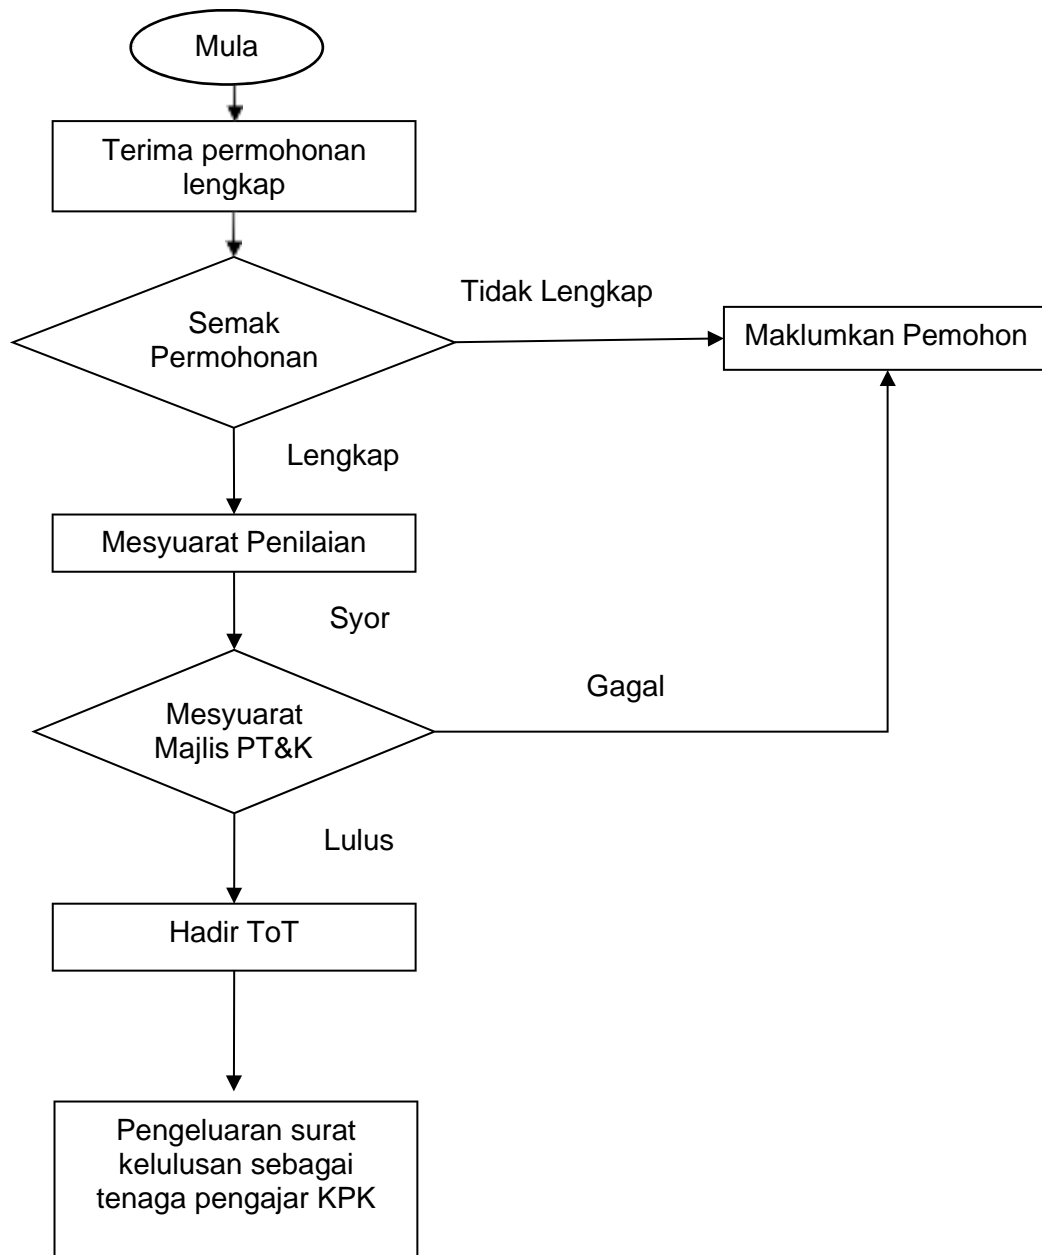 Mula
Terima permohonan
lengkap
Tidak Lengkap
Semak
Permohonan
Maklumkan Pemohon
Lengkap
Mesyuarat Penilaian
Syor
Gagal
Mesyuarat
Majlis PT&K
Lulus
Hadir ToT
Pengeluaran surat
kelulusan sebagai
tenaga pengajar KPK